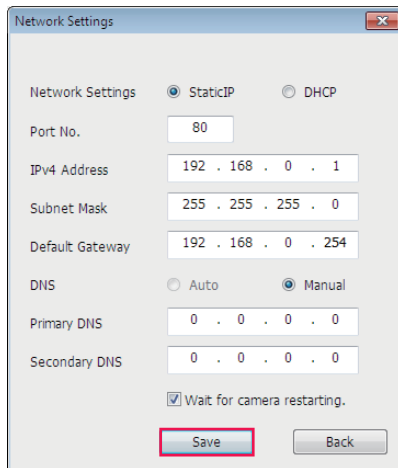 Network Settings
Network Settings StaticIP DHCP
Port No. 80
IPv4 Address 192 . 168 . 0 . 1
Subnet Mask 255 . 255 . 255 . 0
Default Gateway 192 . 168 . 0 . 254
DNS Auto Manual
Primary DNS 0 . 0 . 0 . 0
Secondary DNS 0 . 0 . 0 . 0
Wait for camera restarting.
Save Back